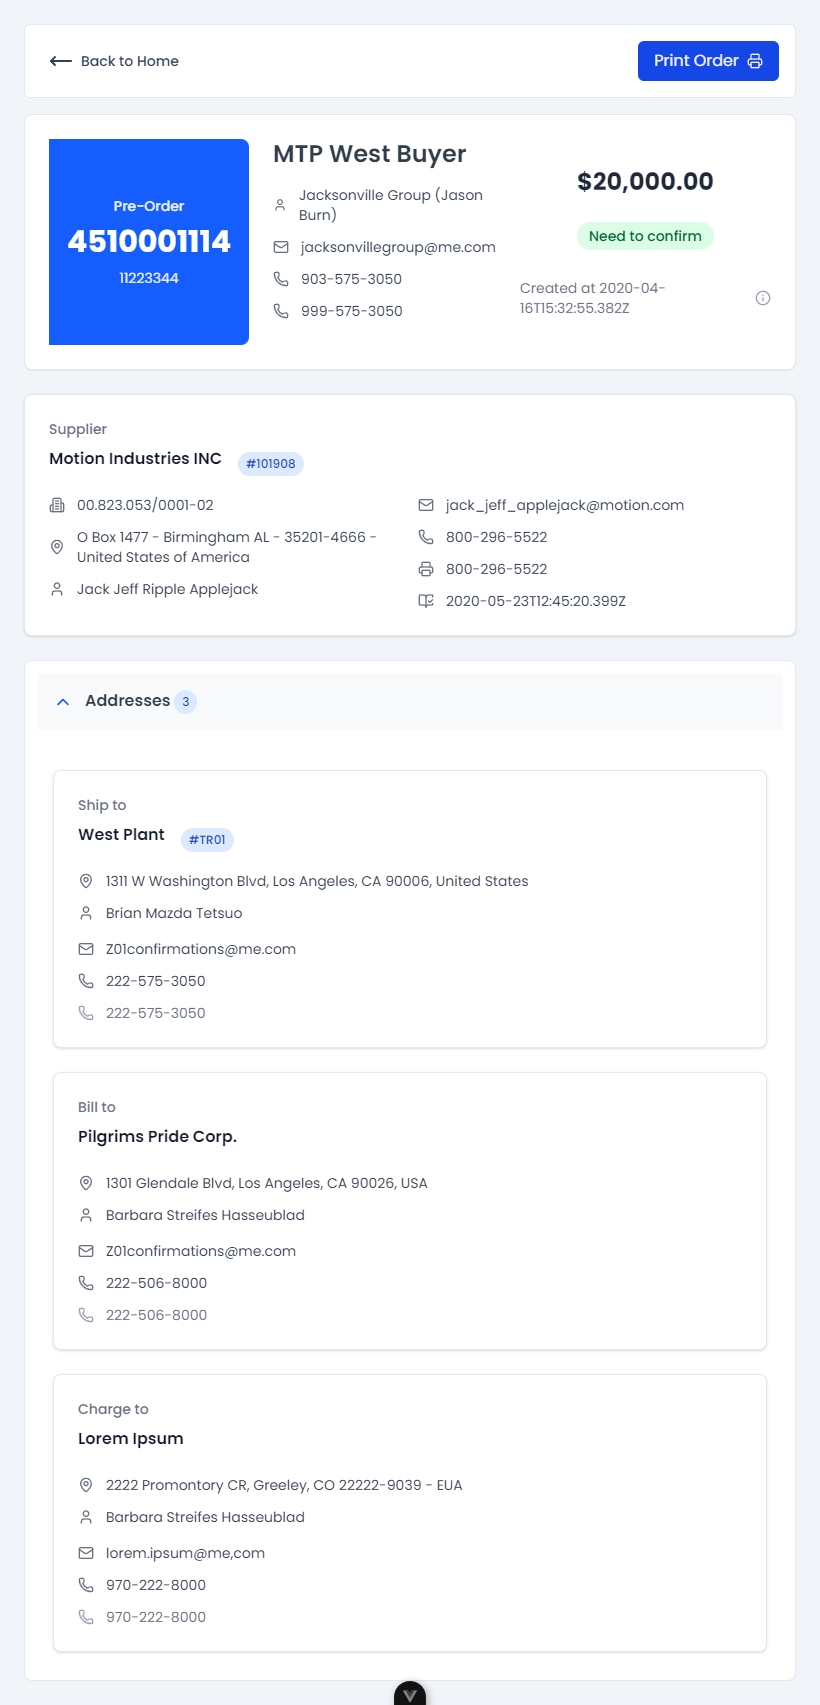 Back to Home
Print Order
Pre-Order
4510001114
11223344
MTP West Buyer
Jacksonville Group (Jason
Burn)
jacksonvillegroup@me.com
903-575-3050
999-575-3050
$20,000.00
Need to confirm
Created at 2020-04-
16T15:32:55.382Z
Supplier
Motion Industries INC #101908
00.823.053/0001-02
O Box 1477 - Birmingham AL - 35201-4666 -
United States of America
Jack Jeff Ripple Applejack
jack_jeff_applejack@motion.com
800-296-5522
800-296-5522
2020-05-23T12:45:20.399Z
Addresses 3
Ship to
West Plant #TR01
1311 W Washington Blvd, Los Angeles, CA 90006, United States
Brian Mazda Tetsuo
Z01confirmations@me.com
222-575-3050
222-575-3050
Bill to
Pilgrims Pride Corp.
1301 Glendale Blvd, Los Angeles, CA 90026, USA
Barbara Streifes Hasseublad
Z01confirmations@me.com
222-506-8000
222-506-8000
Charge to
Lorem Ipsum
2222 Promontory CR, Greeley, CO 22222-9039 - EUA
Barbara Streifes Hasseublad
lorem.ipsum@me,com
970-222-8000
970-222-8000